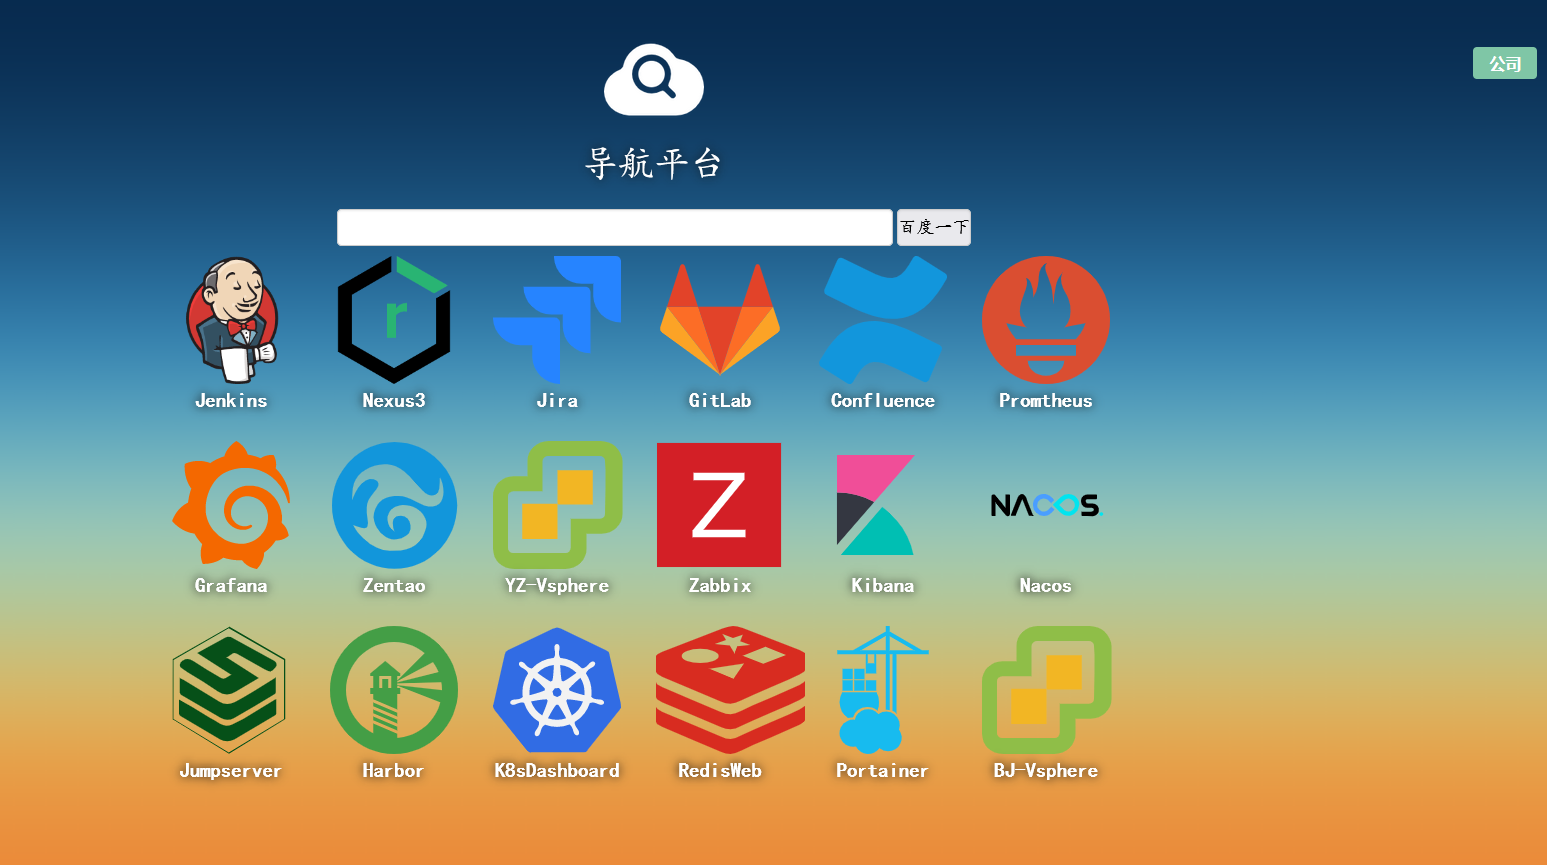 公司
导航平台
百度一下
r
Jenkins Nexus3 Jira GitLab Confluence Promtheus
Z
NACOS.
Grafana Zentao YZ-Vsphere Zabbix Kibana Nacos
Jumpserver Harbor K8sDashboard RedisWeb Portainer BJ-Vsphere